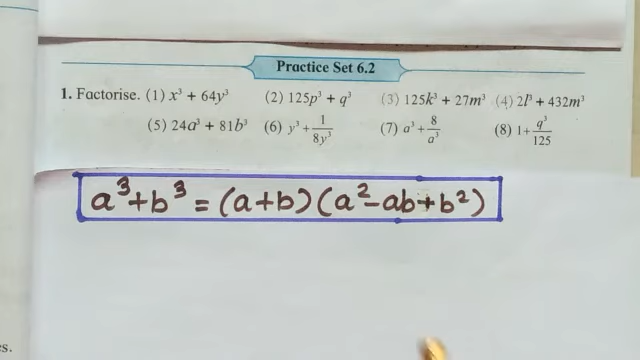 Practice Set 6.2
1. Factorise. (1) x³ + 64y³ (2) 125p³ + q³ (3) 125k³ + 27m³ (4) 2l³ + 432m³
(5) 24a³ + 81b³ (6) y³ + 1/8y³ (7) a³ + 8/a³ (8) 1 + q³/125
a³+b³ = (a+b)(a²-ab+b²)
s.